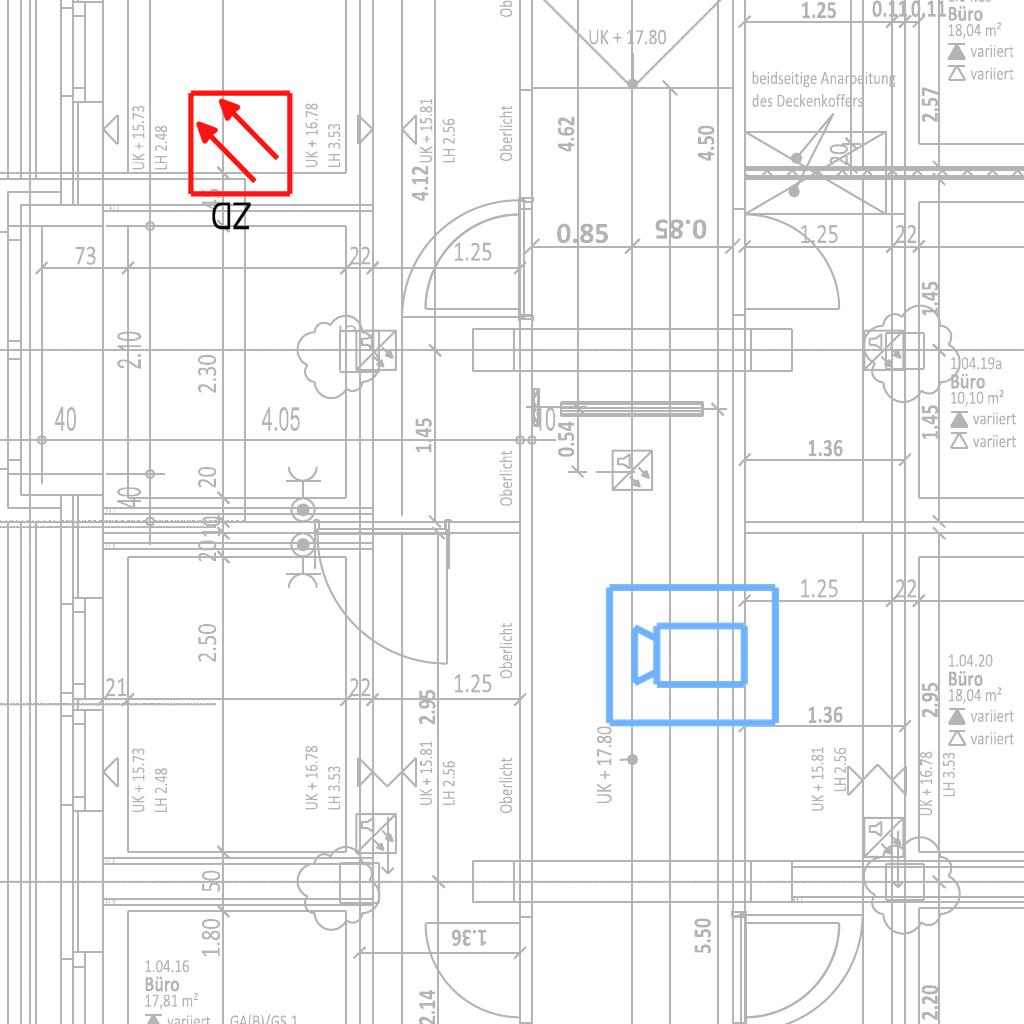 UK + 17.80
1.25
0.11
0,11
Büro
18,04 m²
variiert
variiert
beidseitige Anarbeitung
des Deckenkoffers
UK + 15.73
LH 2.48
UK + 16.78
LH 3.53
UK + 15.81
LH 2.56
Oberlicht
4.62
4.50
2.57
20
4.12
ZD
73
22
1.25
0.85
0.85
1.25
22
1.45
2.10
2.30
1.04.19a
Büro
10,10 m²
variiert
variiert
40
4.05
1.45
10
0.54
1.36
1.45
Oberlicht
20
40
10
20
1.25
22
2.50
Oberlicht
1.04.20
Büro
18,04 m²
variiert
variiert
21
22
1.25
2.95
1.36
2.95
UK + 17.80
UK + 15.73
LH 2.48
UK + 16.78
LH 3.53
UK + 15.81
LH 2.56
Oberlicht
UK + 15.81
LH 2.56
UK + 16.78
LH 3.53
50
1.80
1.36
5.50
1.04.16
Büro
17,81 m²
variiert
GA(B)/GS 1
2.14
2.20